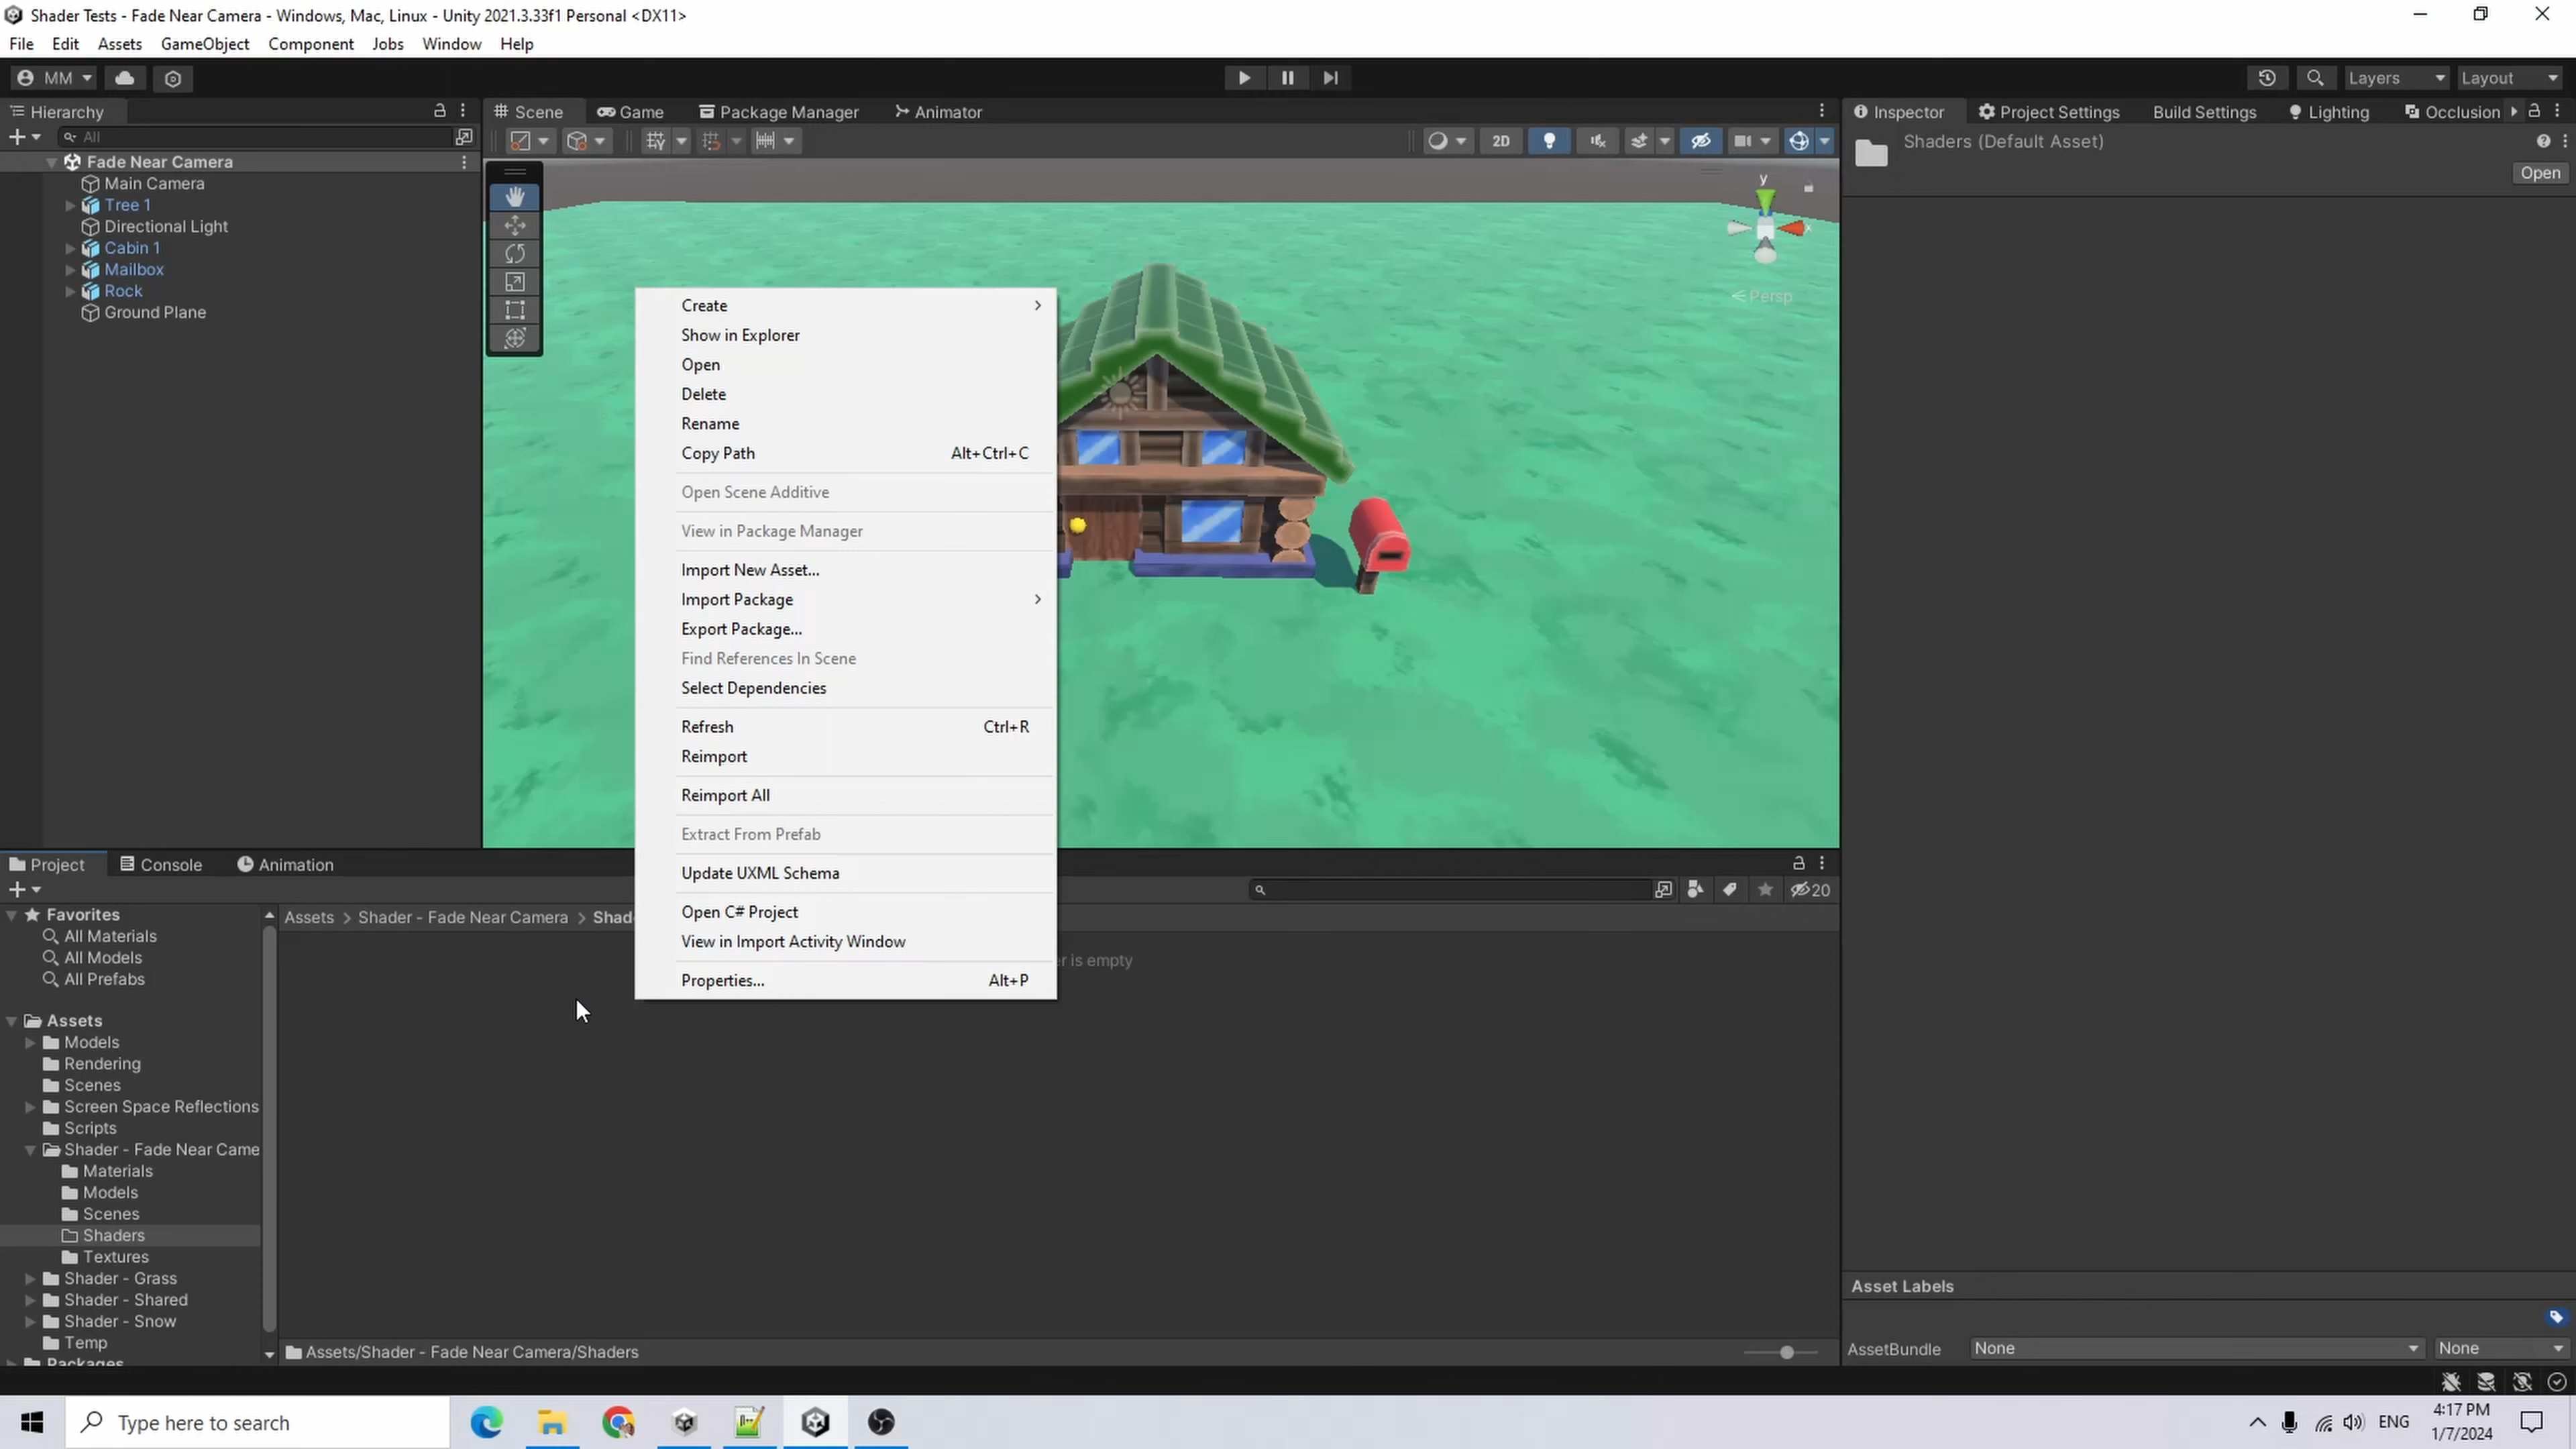 Shader Tests - Fade Near Camera - Windows, Mac, Linux - Unity 2021.3.33f1 Personal <DX11>
File Edit Assets GameObject Component Jobs Window Help
MM
Layers Layout
Hierarchy
All
Fade Near Camera
Main Camera
Tree 1
Directional Light
Cabin 1
Mailbox
Rock
Ground Plane
Scene Game Package Manager Animator
2D
y
x
Persp
Create
Show in Explorer
Open
Delete
Rename
Copy Path Alt+Ctrl+C
Open Scene Additive
View in Package Manager
Import New Asset...
Import Package
Export Package...
Find References In Scene
Select Dependencies
Refresh Ctrl+R
Reimport
Reimport All
Extract From Prefab
Update UXML Schema
Open C# Project
View in Import Activity Window
Properties... Alt+P
Inspector Project Settings Build Settings Lighting Occlusion
Shaders (Default Asset)
Open
Project Console Animation
20
Favorites
All Materials
All Models
All Prefabs
Assets
Models
Rendering
Scenes
Screen Space Reflections
Scripts
Shader - Fade Near Came
Materials
Models
Scenes
Shaders
Textures
Shader - Grass
Shader - Shared
Shader - Snow
Temp
Packages
Assets > Shader - Fade Near Camera > Shad
er is empty
Assets/Shader - Fade Near Camera/Shaders
Asset Labels
AssetBundle None None
Type here to search
ENG
4:17 PM
1/7/2024